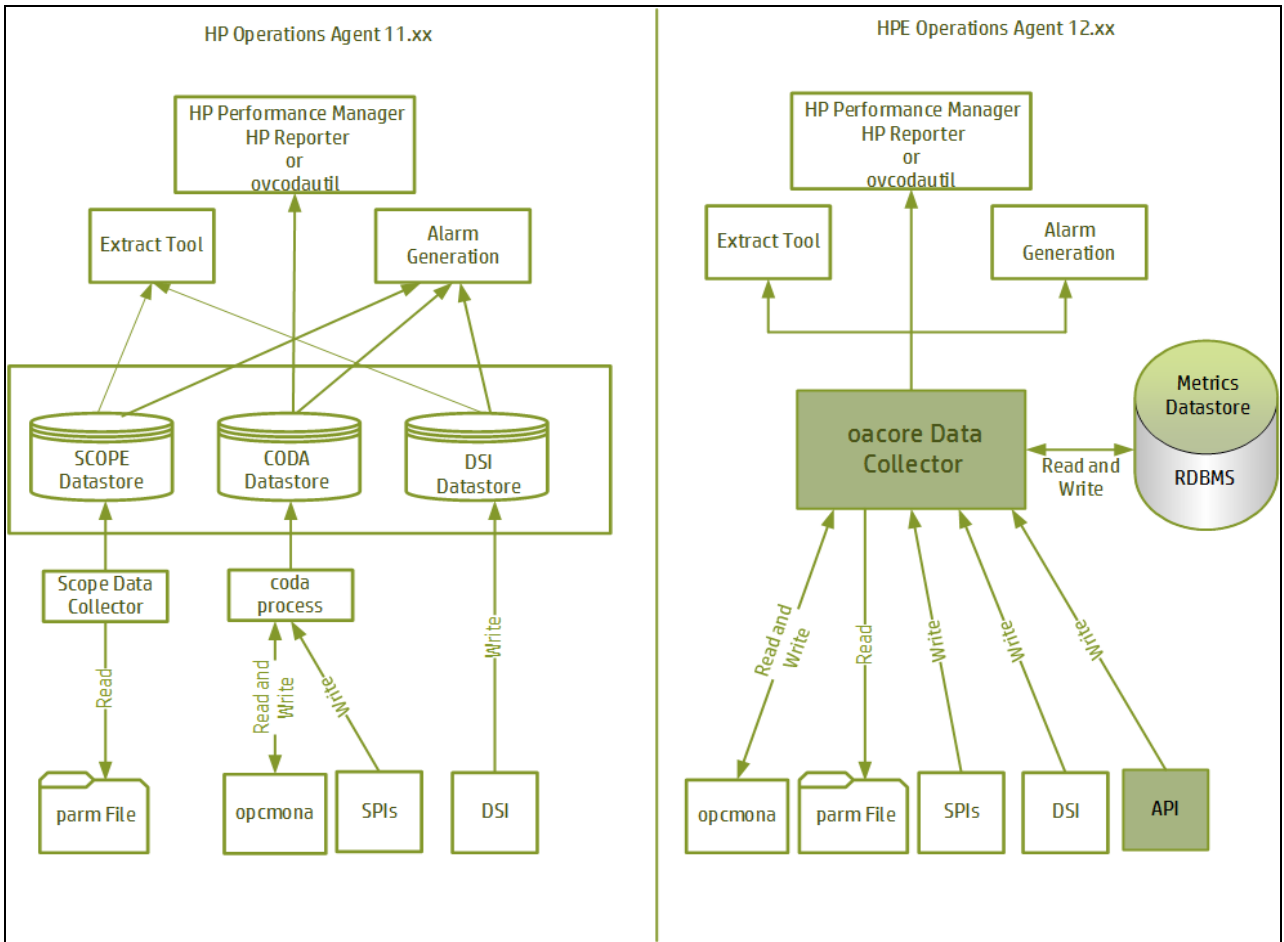 HP Operations Agent 11.xx
HP Performance Manager
HP Reporter
or
ovcodautil
Extract Tool
Alarm
Generation
SCOPE
Datastore
CODA
Datastore
DSI
Datastore
Scope Data
Collector
coda
process
Read
Read and
Write
Write
Write
parm File
opcmona
SPIs
DSI
HPE Operations Agent 12.xx
HP Performance Manager
HP Reporter
or
ovcodautil
Extract Tool
Alarm
Generation
oacore Data
Collector
Read and
Write
Metrics
Datastore
RDBMS
Read and
Write
Read
Write
Write
Write
opcmona
parm File
SPIs
DSI
API